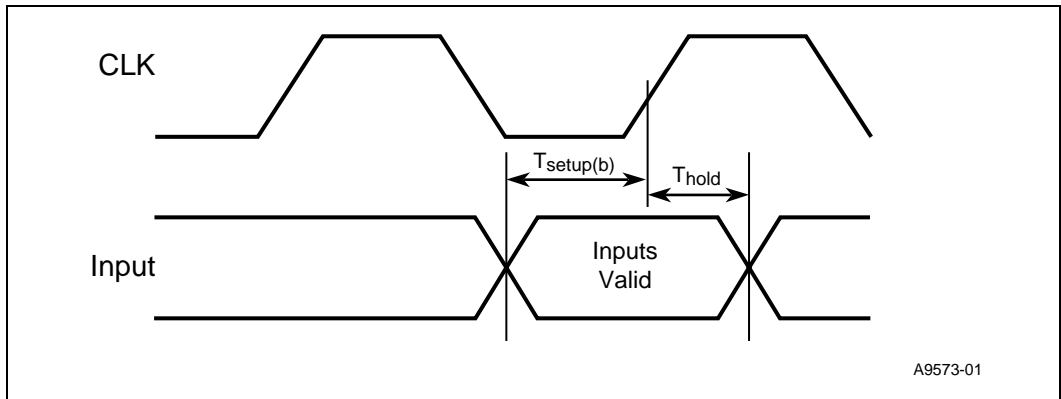 CLK
Tsetup(b)
Thold
Input
Inputs
Valid
A9573-01